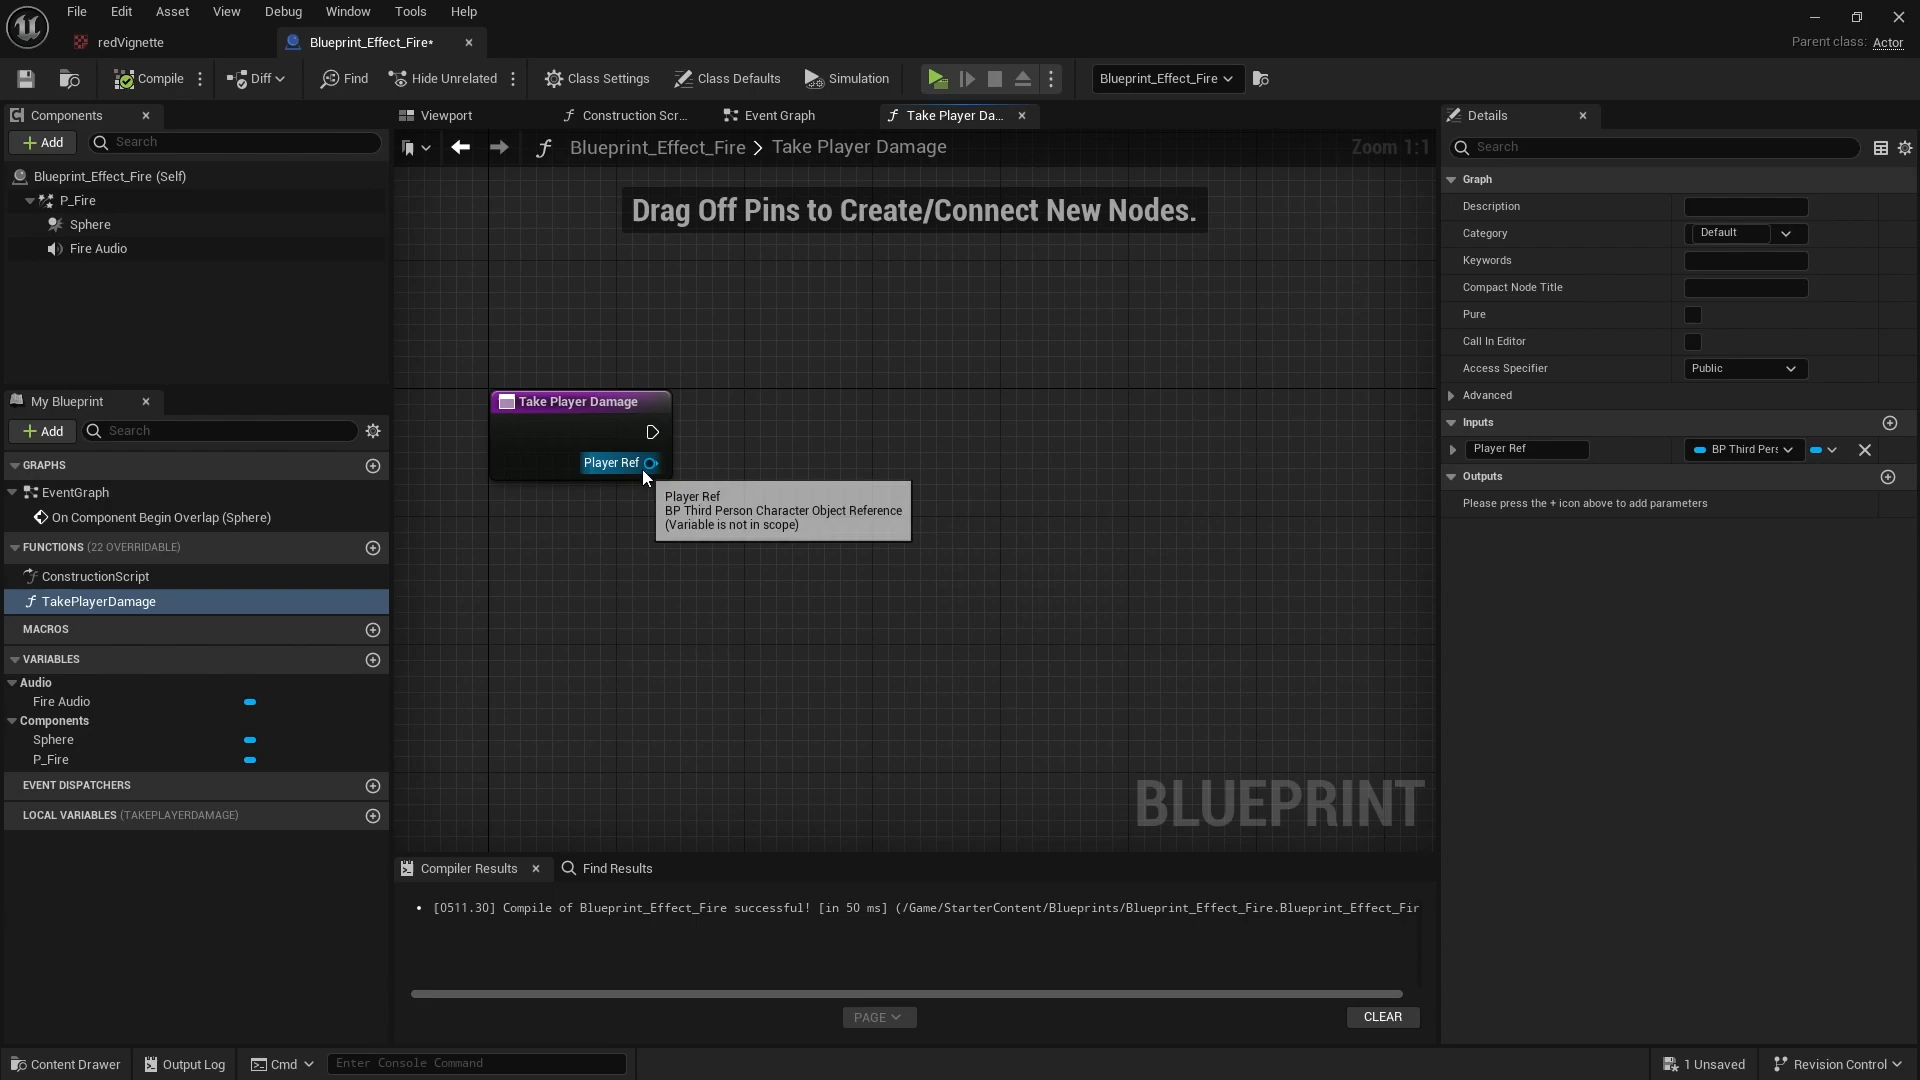 File Edit Asset View Debug Window Tools Help
redVignette
Blueprint_Effect_Fire*
Parent class: Actor
Compile
Diff
Find
Hide Unrelated
Class Settings
Class Defaults
Simulation
Blueprint_Effect_Fire
Components
Add
Search
Blueprint_Effect_Fire (Self)
P_Fire
Sphere
Fire Audio
My Blueprint
Add
Search
GRAPHS
EventGraph
On Component Begin Overlap (Sphere)
FUNCTIONS (22 OVERRIDABLE)
ConstructionScript
TakePlayerDamage
MACROS
VARIABLES
Audio
Fire Audio
Components
Sphere
P_Fire
EVENT DISPATCHERS
LOCAL VARIABLES (TAKEPLAYERDAMAGE)
Viewport
Construction Scr...
Event Graph
Take Player Da...
Blueprint_Effect_Fire > Take Player Damage
Zoom 1:1
Drag Off Pins to Create/Connect New Nodes.
Take Player Damage
Player Ref
Player Ref
BP Third Person Character Object Reference
(Variable is not in scope)
BLUEPRINT
Compiler Results
Find Results
[0511.30] Compile of Blueprint_Effect_Fire successful! [in 50 ms] (/Game/StarterContent/Blueprints/Blueprint_Effect_Fire.Blueprint_Effect_Fir
PAGE
CLEAR
Details
Search
Graph
Description
Category Default
Keywords
Compact Node Title
Pure
Call In Editor
Access Specifier Public
Advanced
Inputs
Player Ref BP Third Pers
Outputs
Please press the + icon above to add parameters
Content Drawer
Output Log
Cmd
Enter Console Command
1 Unsaved
Revision Control